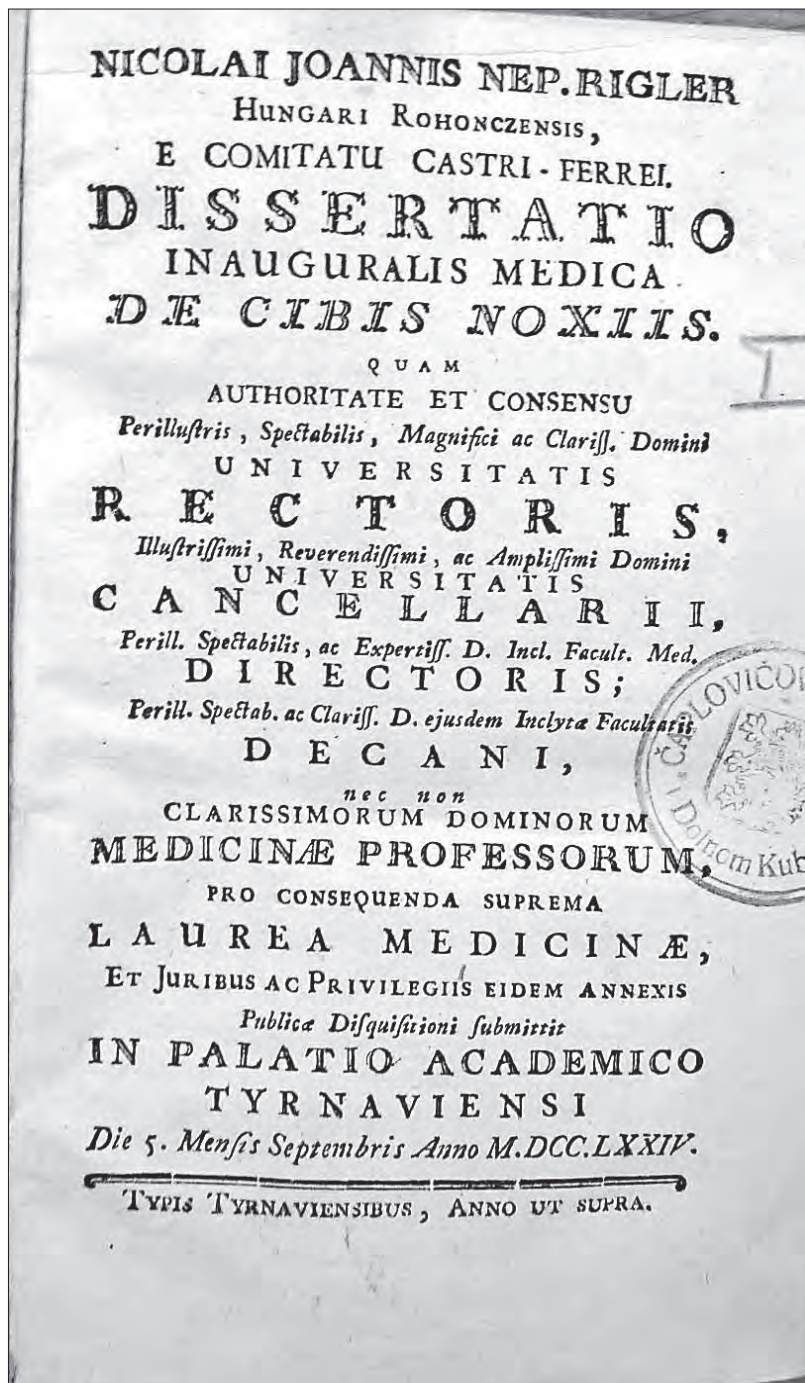 NICOLAI JOANNIS NEP. RIGLER
HUNGARI ROHONCZENSIS,
E COMITATU CASTRI-FERREI.
DISSERTATIO
INAUGURALIS MEDICA
DE CIBIS NOXIIS.
QUAM
AUTHORITATE ET CONSENSU
Perilluſtris, Spectabilis, Magnifici ac Clariſſ. Domini
UNIVERSITATIS
RECTORIS,
Illuſtriſſimi, Reverendiſſimi, ac Ampliſſimi Domini
UNIVERSITATIS
CANCELLARII,
Perill. Spectabilis, ac Expertiſſ. D. Incl. Facult. Med.
DIRECTORIS;
Perill. Spectab. ac Clariſſ. D. ejusdem Inclytæ Facultatis
DECANI,
nec non
CLARISSIMORUM DOMINORUM
MEDICINÆ PROFESSORUM,
PRO CONSEQUENDA SUPREMA
LAUREA MEDICINÆ,
ET JURIBUS AC PRIVILEGIIS EIDEM ANNEXIS
Publicæ Diſquiſitioni ſubmittit
IN PALATIO ACADEMICO
TYRNAVIENSI
Die 5. Menſis Septembris Anno M.DCC.LXXIV.
TYPIS TYRNAVIENSIBUS, ANNO UT SUPRA.
Dolnom Kub